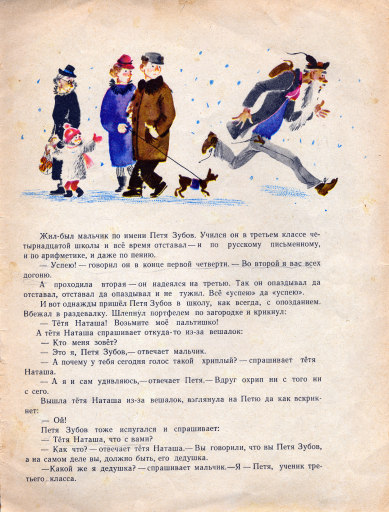 Жил-был мальчик по имени Петя Зубов. Учился он в третьем классе че-
тырнадцатой школы и всё время отставал — и по русскому письменному,
и по арифметике, и даже по пению.
— Успею! — говорил он в конце первой четверти. — Во второй я вас всех
догоню.
А проходила вторая — он надеялся на третью. Так он опаздывал да
отставал, отставал да опаздывал и не тужил. Всё «успею» да «успею».
И вот однажды пришёл Петя Зубов в школу, как всегда, с опозданием.
Вбежал в раздевалку. Шлёпнул портфелем по загородке и крикнул:
— Тётя Наташа! Возьмите моё пальтишко!
А тётя Наташа спрашивает откуда-то из-за вешалок:
— Кто меня зовёт?
— Это я, Петя Зубов, — отвечает мальчик.
— А почему у тебя сегодня голос такой хриплый? — спрашивает тётя
Наташа.
— А я и сам удивляюсь, — отвечает Петя. — Вдруг охрип ни с того ни
с сего.
Вышла тётя Наташа из-за вешалок, взглянула на Петю да как вскрик-
нет:
— Ой!
Петя Зубов тоже испугался и спрашивает:
— Тётя Наташа, что с вами?
— Как что? — отвечает тётя Наташа. — Вы говорили, что вы Петя Зубов,
а на самом деле вы, должно быть, его дедушка.
— Какой же я дедушка? — спрашивает мальчик. — Я — Петя, ученик тре-
тьего класса.